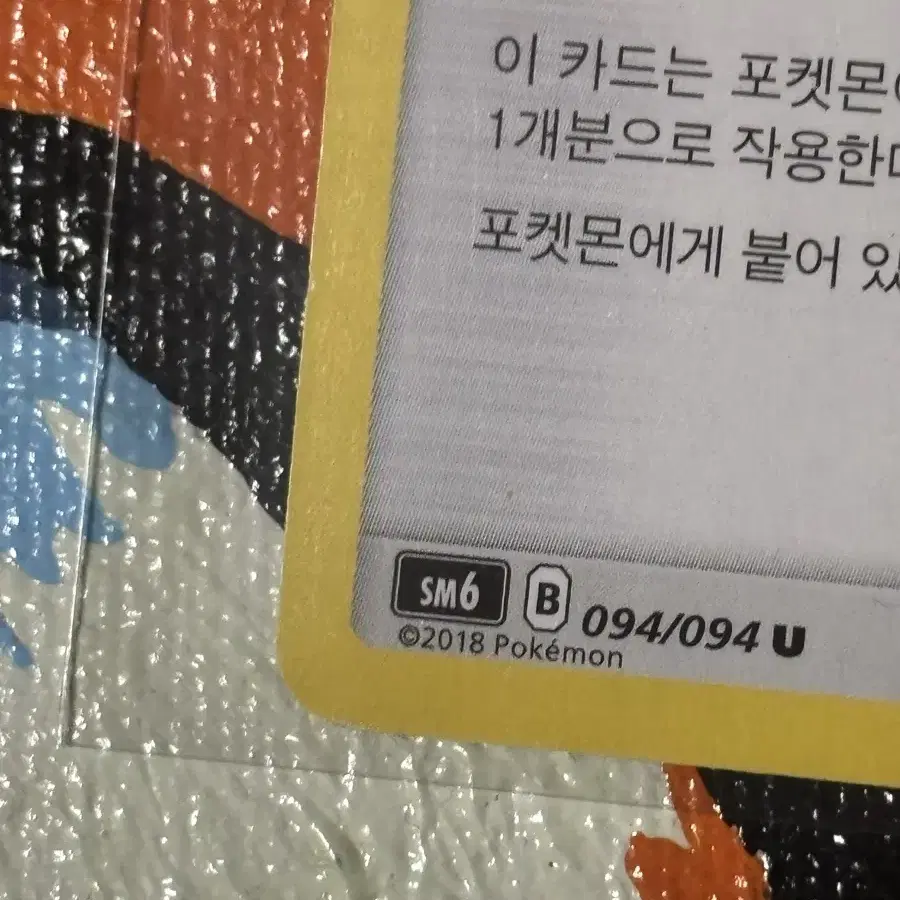 이 카드는 포켓몬
1개분으로 작용한
포켓몬에게 붙어
SM6 B 094/094 U
©2018 Pokémon